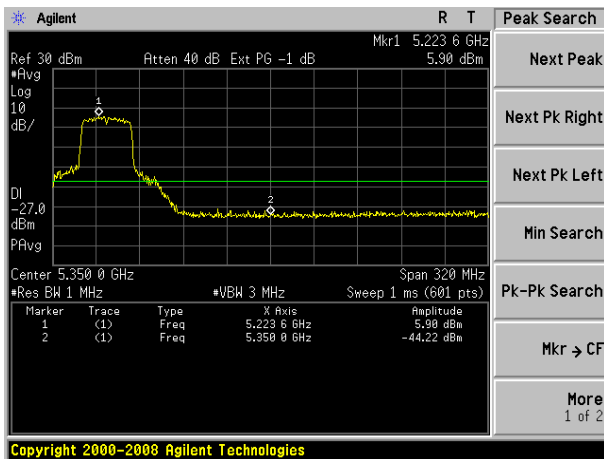 Agilent R T Peak Search
Mkr1 5.223 6 GHz
Ref 30 dBm Atten 40 dB Ext PG -1 dB 5.90 dBm
#Avg
Log
10
dB/
1
2
DI
-27.0
dBm
PAvg
Center 5.350 0 GHz Span 320 MHz
#Res BW 1 MHz #VBW 3 MHz Sweep 1 ms (601 pts)
Marker Trace Type X Axis Amplitude
1 (1) Freq 5.223 6 GHz 5.90 dBm
2 (1) Freq 5.350 0 GHz -44.22 dBm
Next Peak
Next Pk Right
Next Pk Left
Min Search
Pk-Pk Search
Mkr → CF
More
1 of 2
Copyright 2000-2008 Agilent Technologies